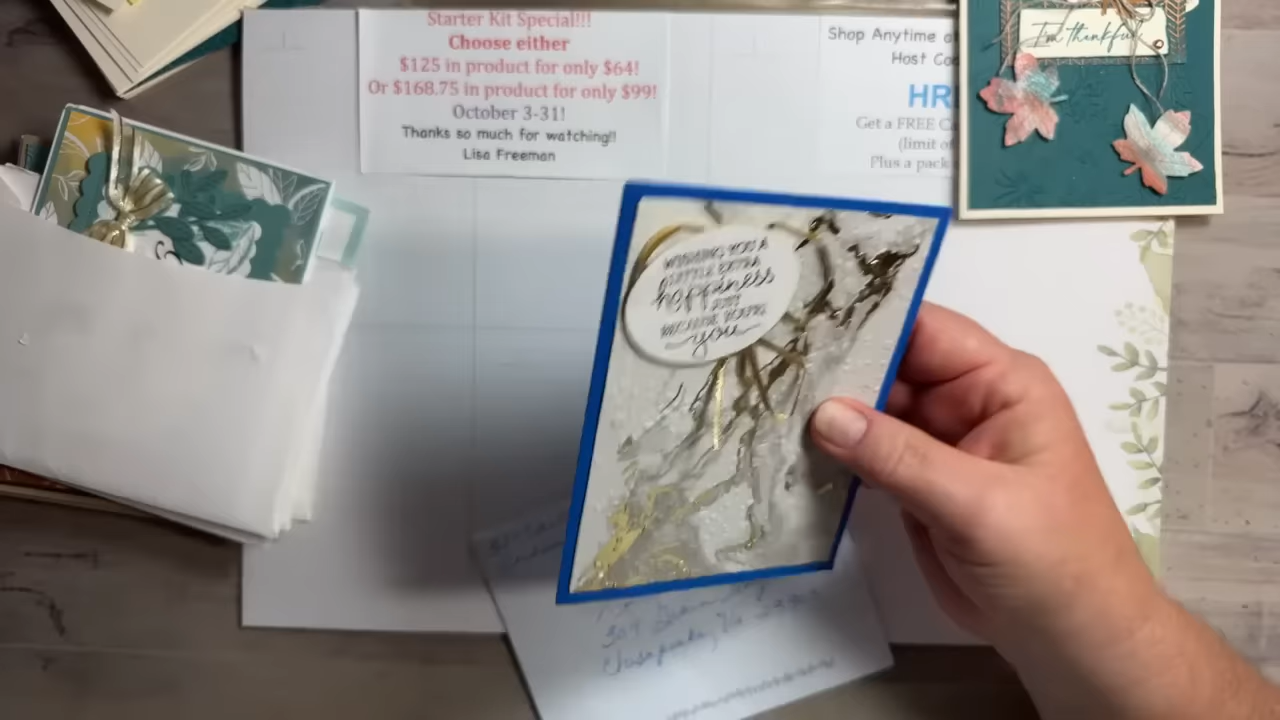 Starter Kit Special!!!
Choose either
$125 in product for only $64!
Or $168.75 in product for only $99!
October 3-31!
Thanks so much for watching!!
Lisa Freeman
Shop Anytime
Host
HR
Get a FREE
(limit
Plus a pack
I'm thankful
WISHING YOU A
LITTLE EXTRA
happiness
JUST
BECAUSE YOU'RE
you